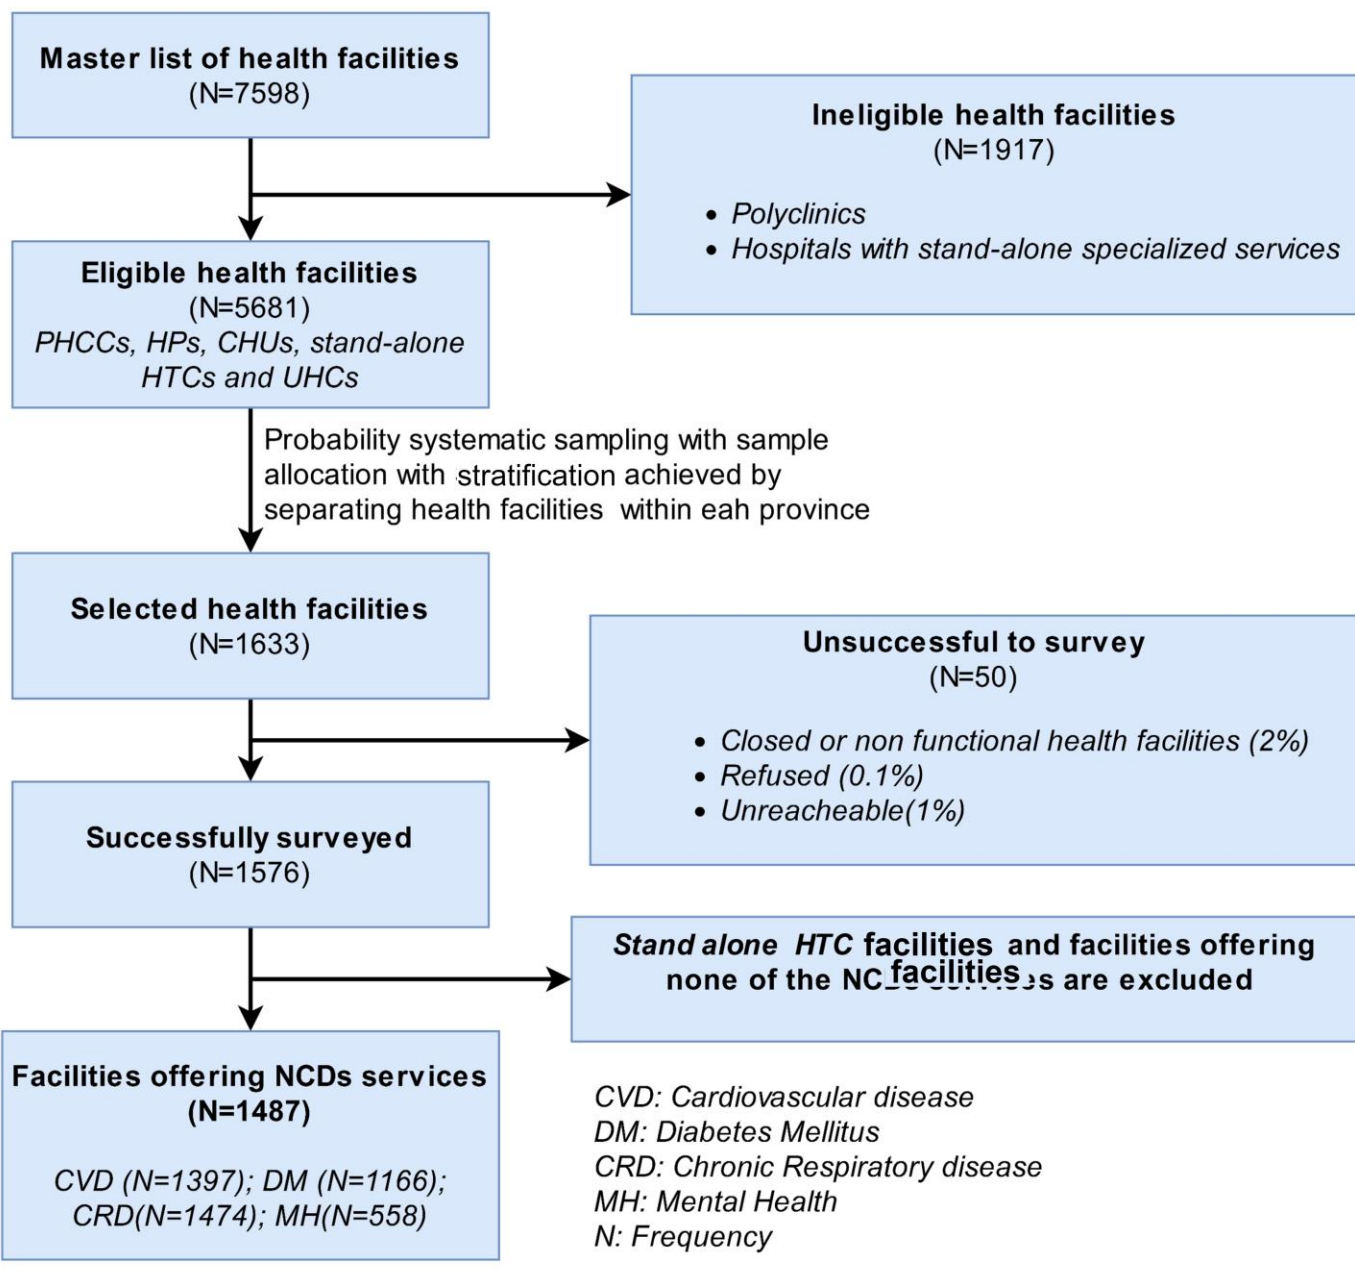 Master list of health facilities
(N=7598)
Ineligible health facilities
(N=1917)
• Polyclinics
• Hospitals with stand-alone specialized services
Eligible health facilities
(N=5681)
PHCCs, HPs, CHUs, stand-alone
HTCs and UHCs
Probability systematic sampling with sample
allocation with stratification achieved by
separating health facilities within eah province
Selected health facilities
(N=1633)
Unsuccessful to survey
(N=50)
• Closed or non functional health facilities (2%)
• Refused (0.1%)
• Unreacheable(1%)
Successfully surveyed
(N=1576)
Stand alone HTC facilities and facilities offering
none of the facilities are excluded
Facilities offering NCDs services
(N=1487)
CVD (N=1397); DM (N=1166);
CRD(N=1474); MH(N=558)
CVD: Cardiovascular disease
DM: Diabetes Mellitus
CRD: Chronic Respiratory disease
MH: Mental Health
N: Frequency